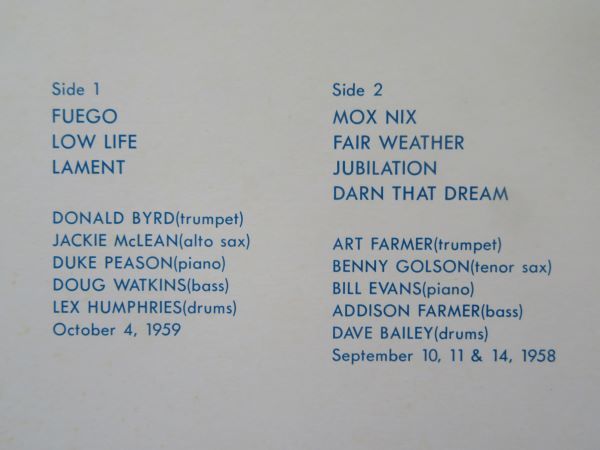 Side 1
FUEGO
LOW LIFE
LAMENT
DONALD BYRD(trumpet)
JACKIE McLEAN(alto sax)
DUKE PEASON(piano)
DOUG WATKINS(bass)
LEX HUMPHRIES(drums)
October 4, 1959
Side 2
MOX NIX
FAIR WEATHER
JUBILATION
DARN THAT DREAM
ART FARMER(trumpet)
BENNY GOLSON(tenor sax)
BILL EVANS(piano)
ADDISON FARMER(bass)
DAVE BAILEY(drums)
September 10, 11 & 14, 1958